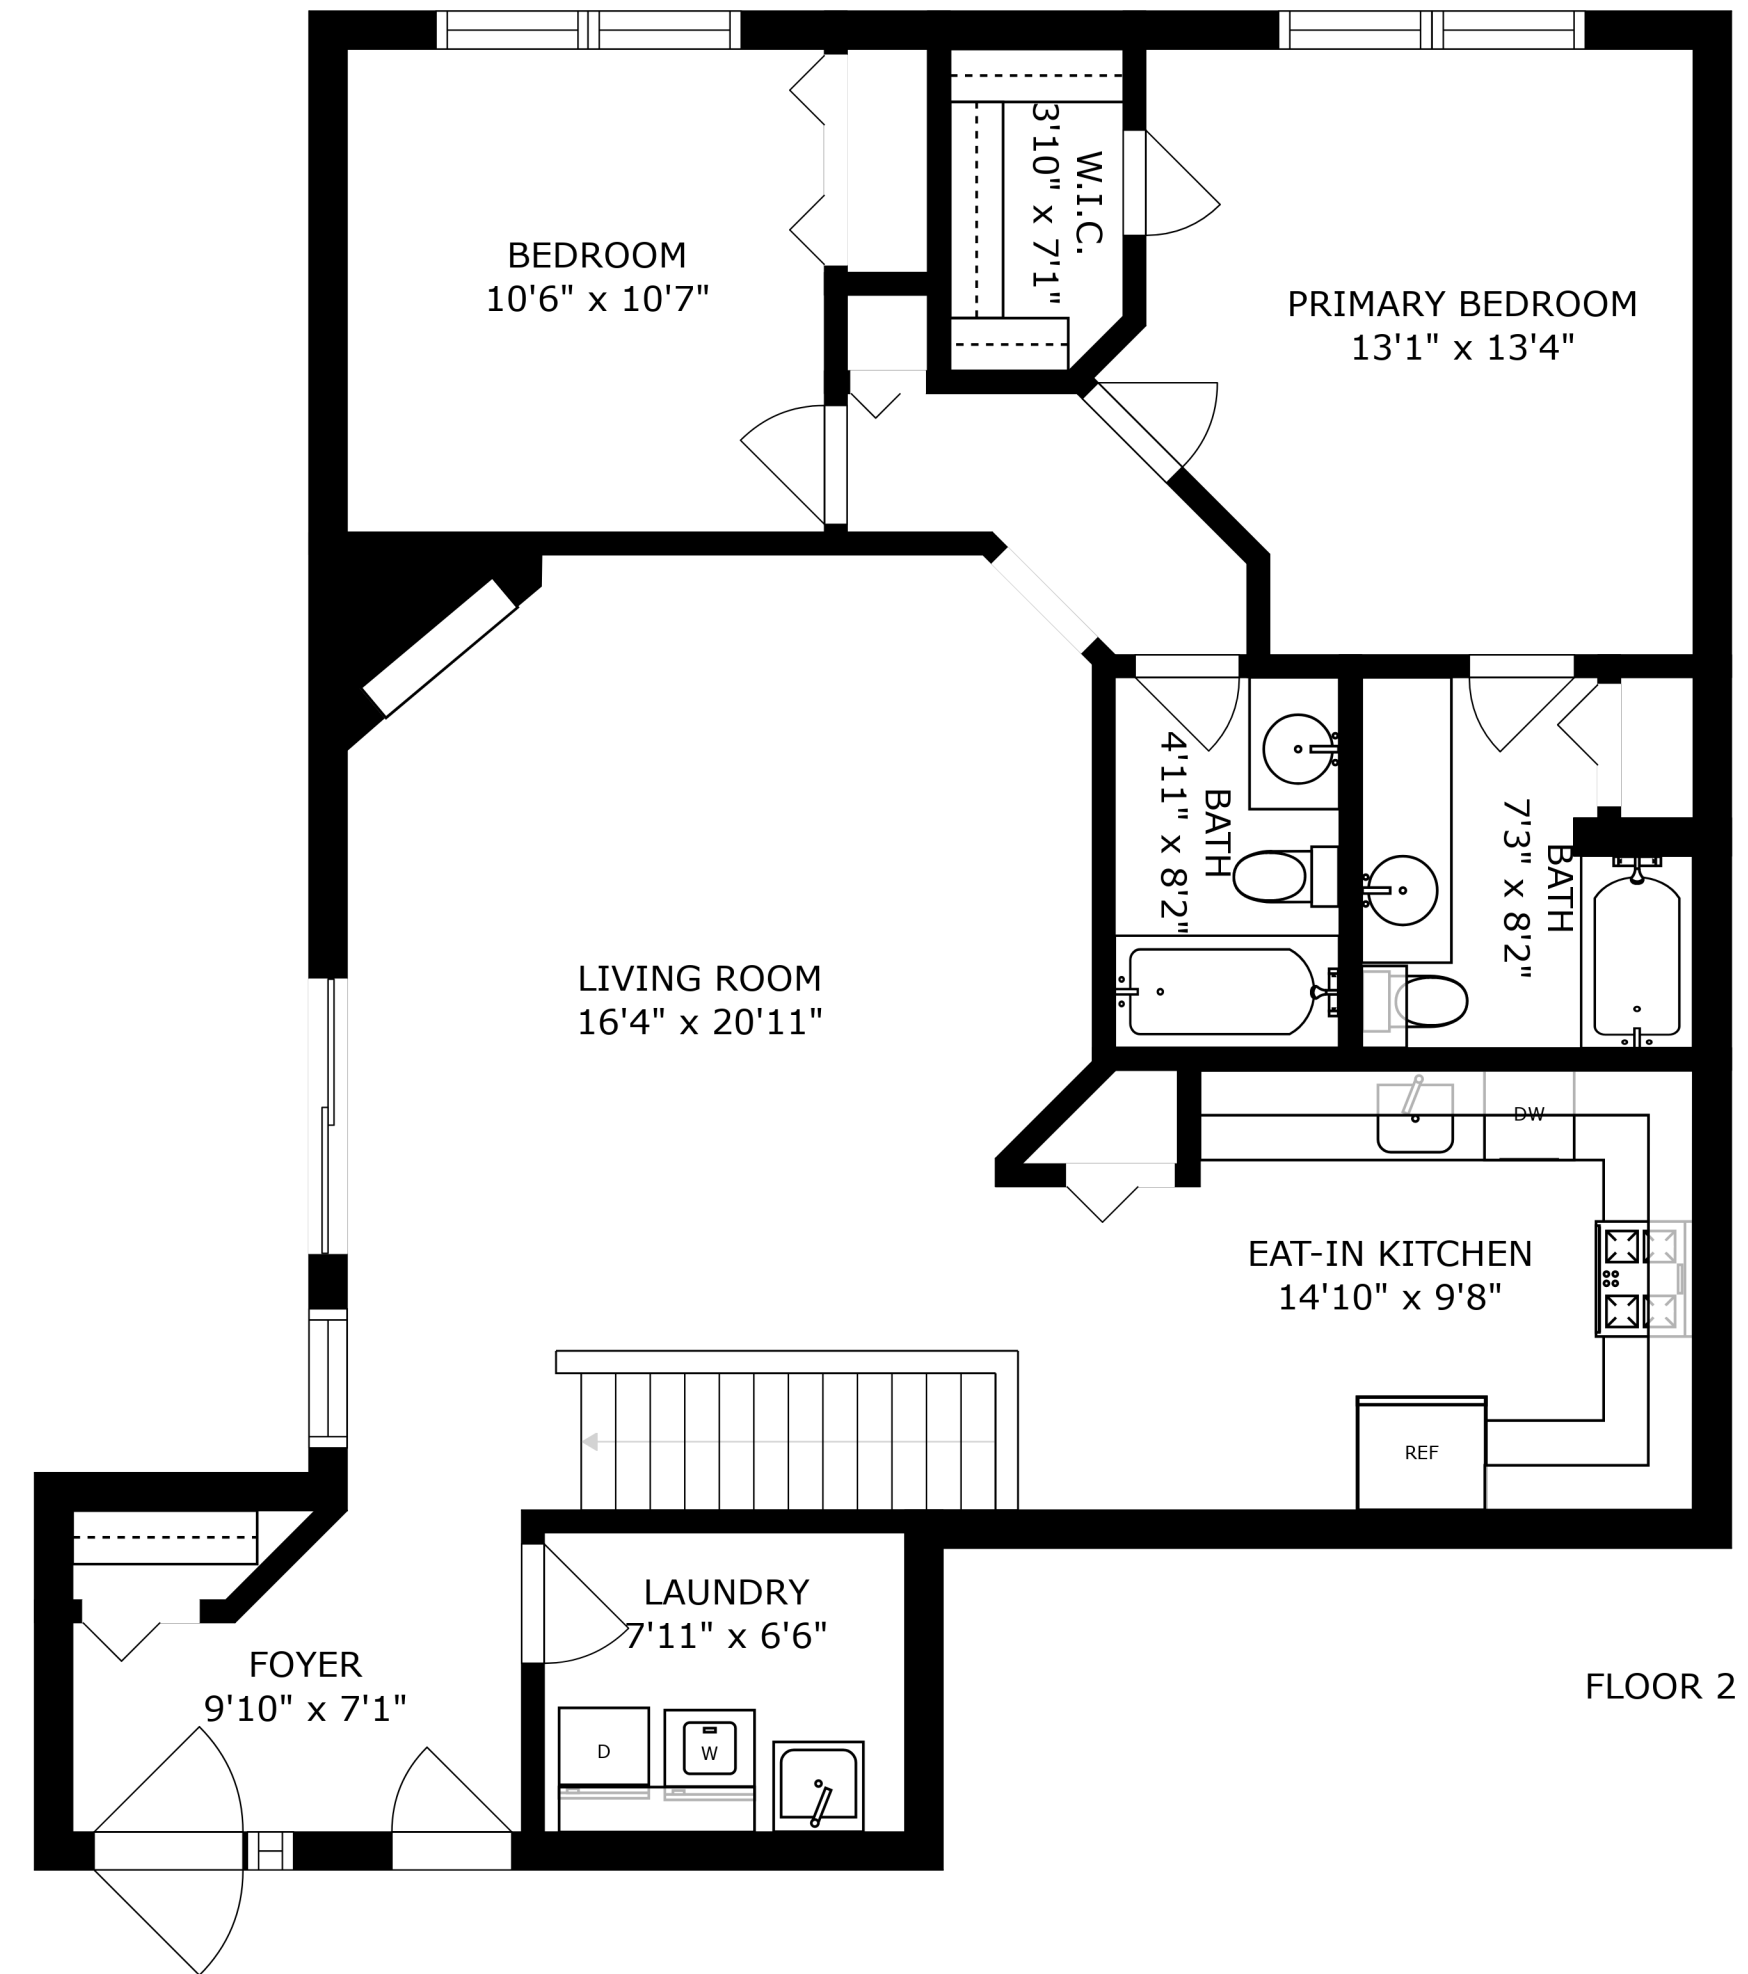 W.I.C.
3'10" x 7'1"
BEDROOM
10'6" x 10'7"
PRIMARY BEDROOM
13'1" x 13'4"
BATH
4'11" x 8'2"
BATH
7'3" x 8'2"
LIVING ROOM
16'4" x 20'11"
DW
EAT-IN KITCHEN
14'10" x 9'8"
REF
LAUNDRY
7'11" x 6'6"
FOYER
9'10" x 7'1"
FLOOR 2
D
W